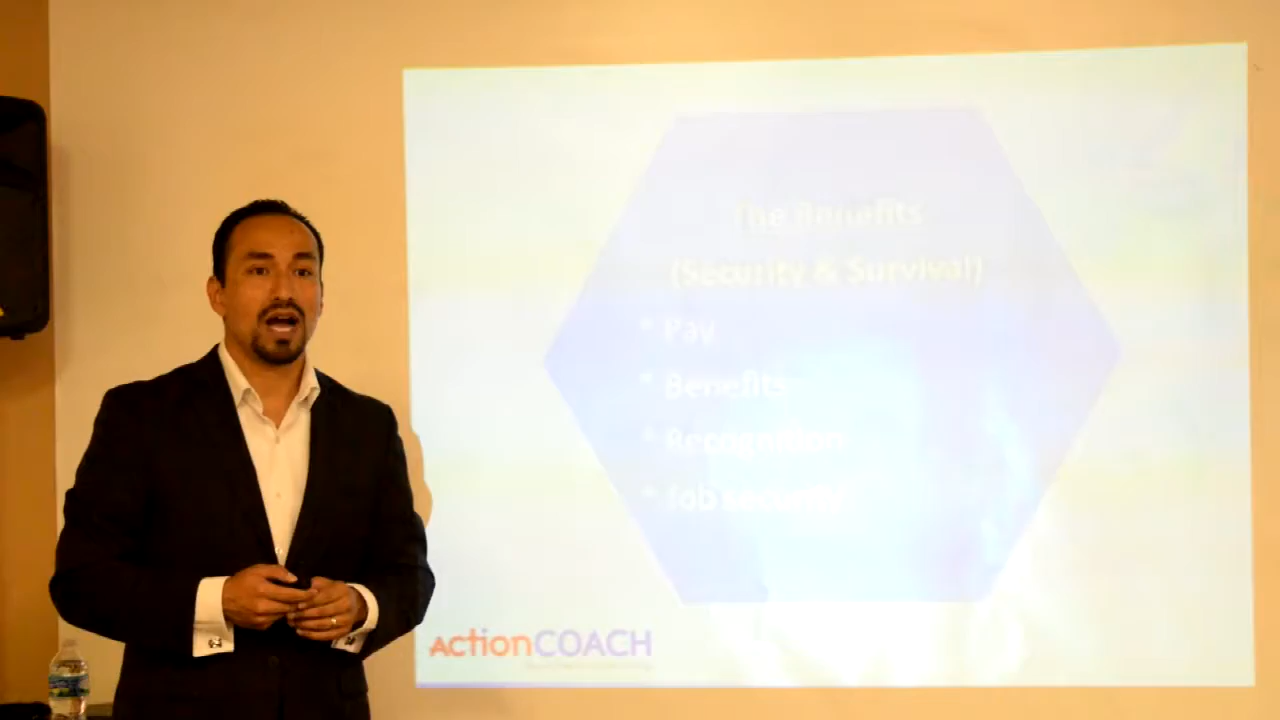 The Benefits
(Security & Survival)
* Pay
* Benefits
* Recognition
* Job security
ActionCOACH